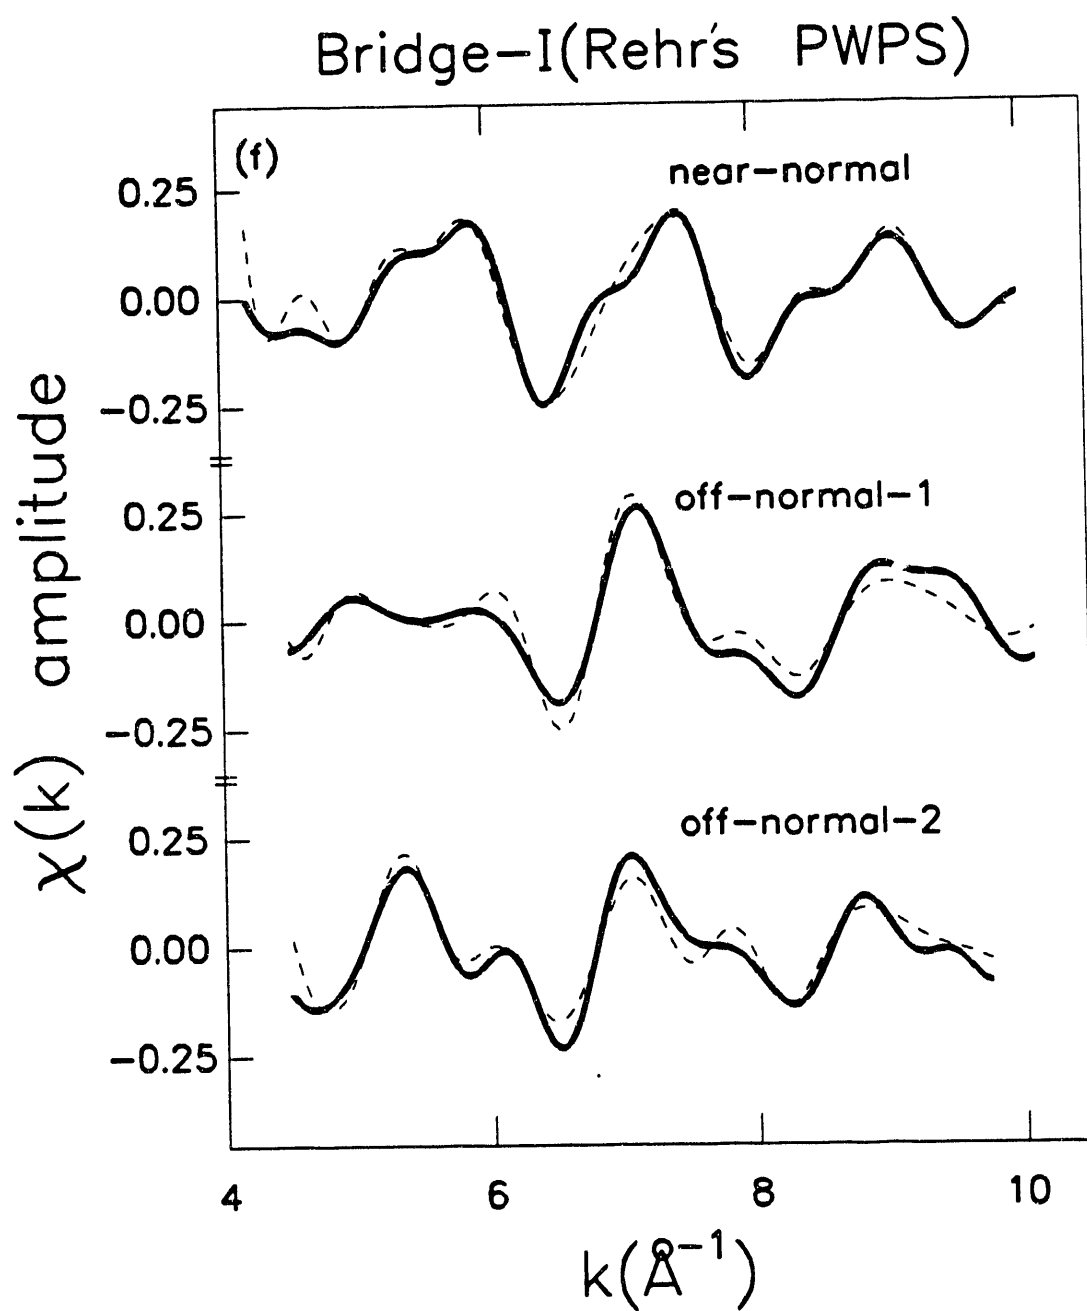 Bridge-I(Rehr's PWPS)
(f)
near-normal
0.25
0.00
-0.25
off-normal-1
0.25
0.00
-0.25
off-normal-2
0.25
0.00
-0.25
χ(k) amplitude
4 6 8 10
k(Å⁻¹)